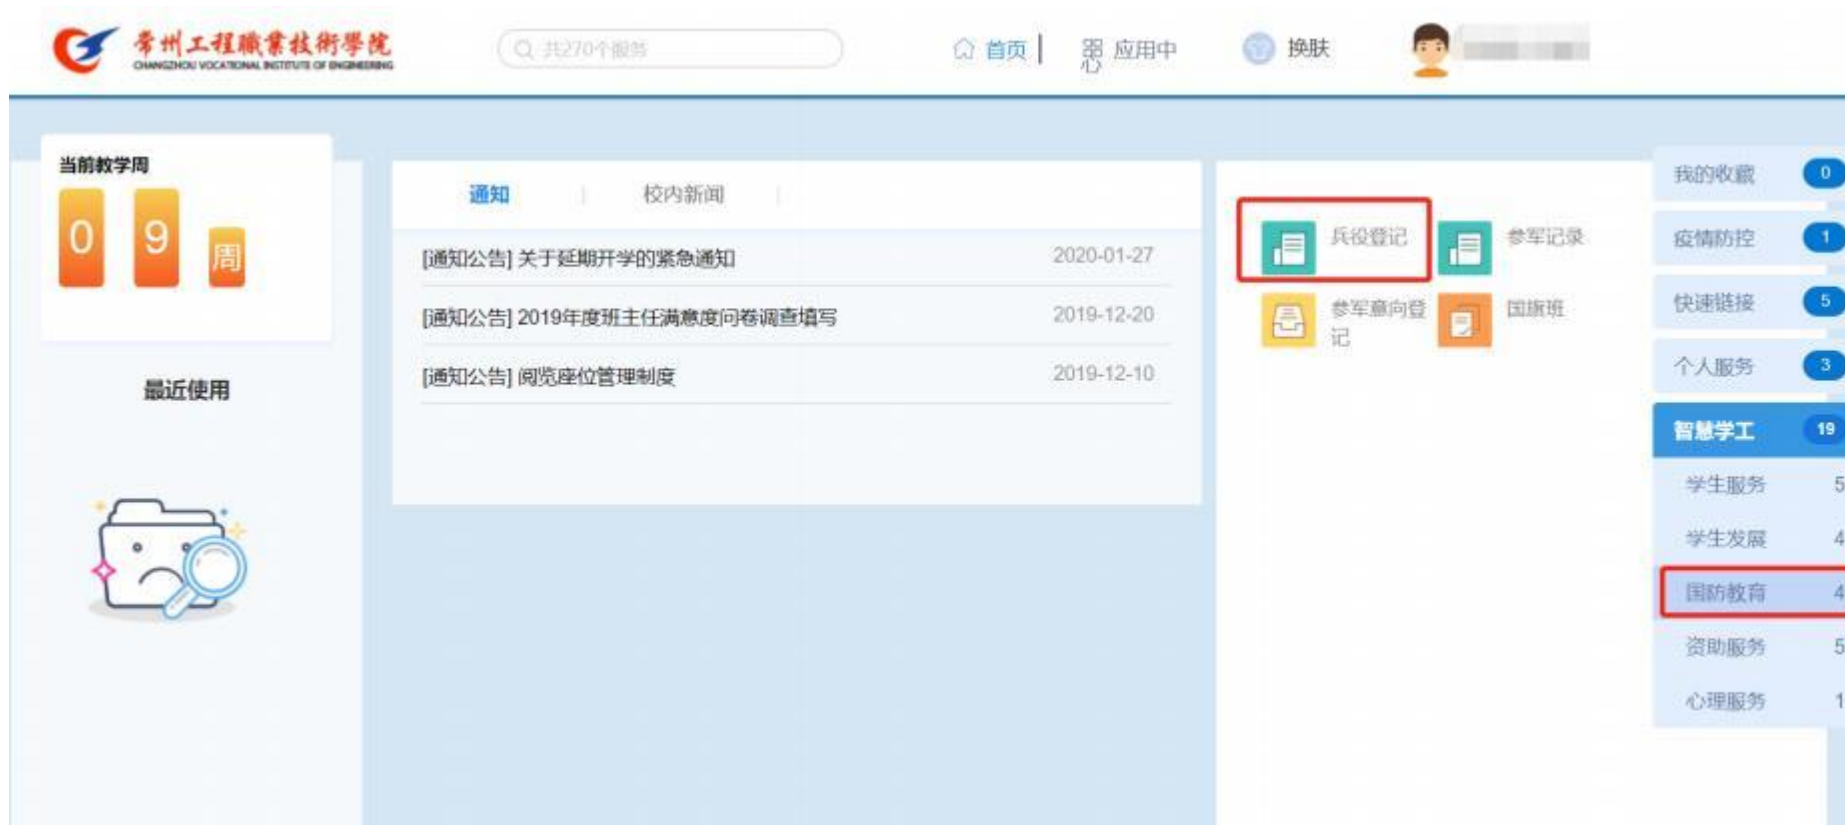 常州工程職業技術學院
CHANGZHOU VOCATIONAL INSTITUTE OF ENGINEERING
共270个服务
首页
应用中
心
换肤
当前教学周
0 9 周
最近使用
通知
校内新闻
[通知公告] 关于延期开学的紧急通知 2020-01-27
[通知公告] 2019年度班主任满意度问卷调查填写 2019-12-20
[通知公告] 阅览座位管理制度 2019-12-10
兵役登记
参军记录
参军意向登
记
国旗班
我的收藏 0
疫情防控 1
快速链接 5
个人服务 3
智慧学工 19
学生服务 5
学生发展 4
国防教育 4
资助服务 5
心理服务 1